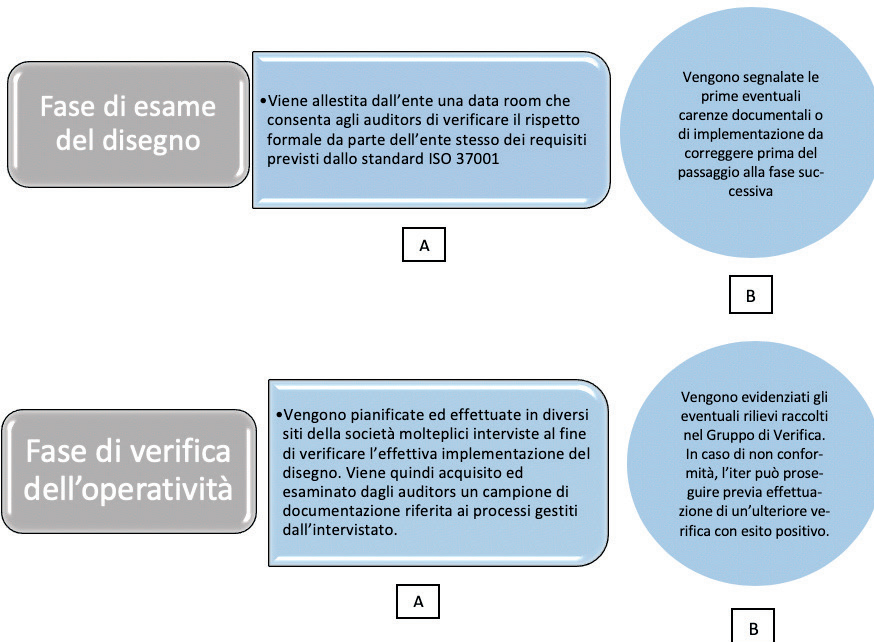 Fase di esame
del disegno
•Viene allestita dall’ente una data room che
consenta agli auditors di verificare il rispetto
formale da parte dell’ente stesso dei requisiti
previsti dallo standard ISO 37001
A
Vengono segnalate le
prime eventuali
carenze documentali o
di implementazione da
correggere prima del
passaggio alla fase suc-
cessiva
B
Fase di verifica
dell’operatività
•Vengono pianificate ed effettuate in diversi
siti della società molteplici interviste al fine
di verificare l’effettiva implementazione del
disegno. Viene quindi acquisito ed
esaminato dagli auditors un campione di
documentazione riferita ai processi gestiti
dall’intervistato.
A
Vengono evidenziati gli
eventuali rilievi raccolti
nel Gruppo di Verifica.
In caso di non confor-
mità, l’iter può prose-
guire previa effettua-
zione di un’ulteriore ve-
rifica con esito positivo.
B